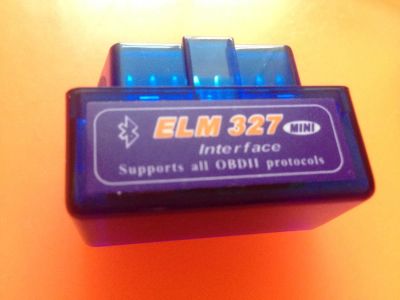 ELM 327 MINI
Interface
Supports all OBDII protocols